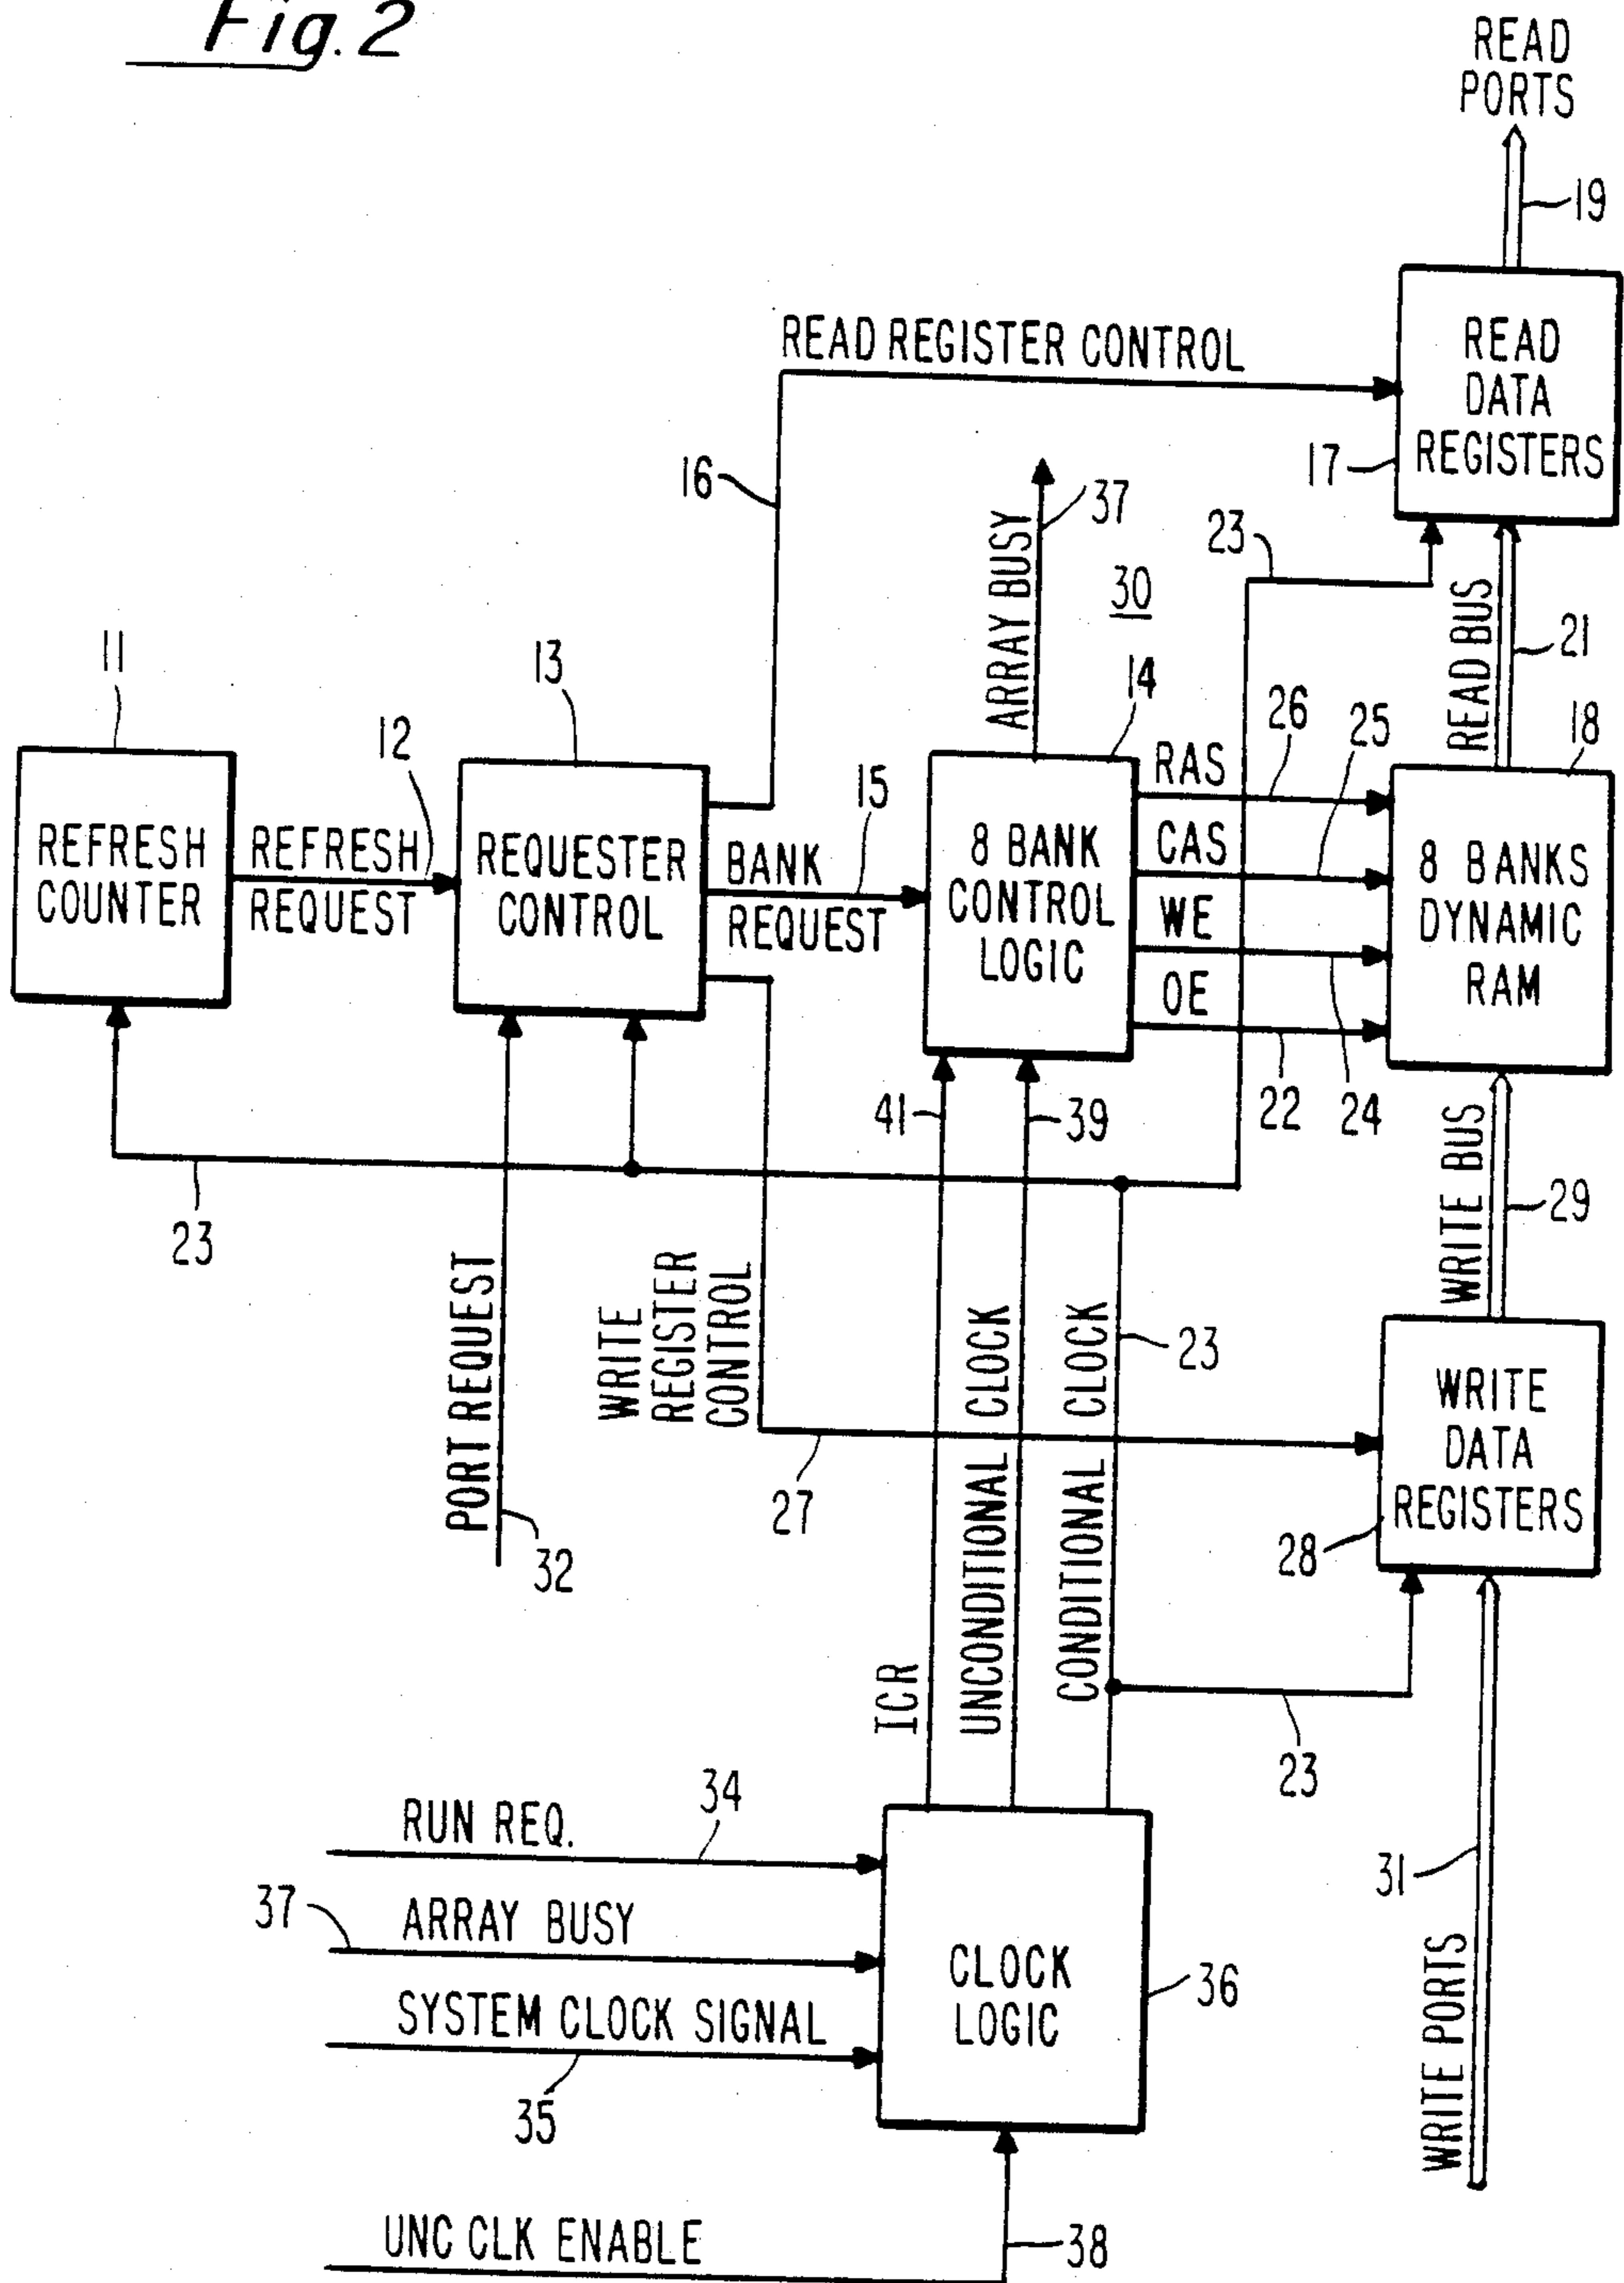 Fig. 2
READ
PORTS
19
READ REGISTER CONTROL
READ
DATA
REGISTERS
17
16
ARRAY BUSY
37
30
23
READ BUS
21
11
13
14
12
15
26
25
18
REFRESH
COUNTER
REFRESH
REQUEST
REQUESTER
CONTROL
BANK
REQUEST
8 BANK
CONTROL
LOGIC
RAS
CAS
WE
OE
8 BANKS
DYNAMIC
RAM
41
39
22
24
23
WRITE BUS
29
PORT REQUEST
32
WRITE
REGISTER
CONTROL
27
UNCONDITIONAL CLOCK
CONDITIONAL CLOCK
23
WRITE
DATA
REGISTERS
28
ICR
23
RUN REQ.
34
37
ARRAY BUSY
SYSTEM CLOCK SIGNAL
35
CLOCK
LOGIC
36
31
WRITE PORTS
UNC CLK ENABLE
38